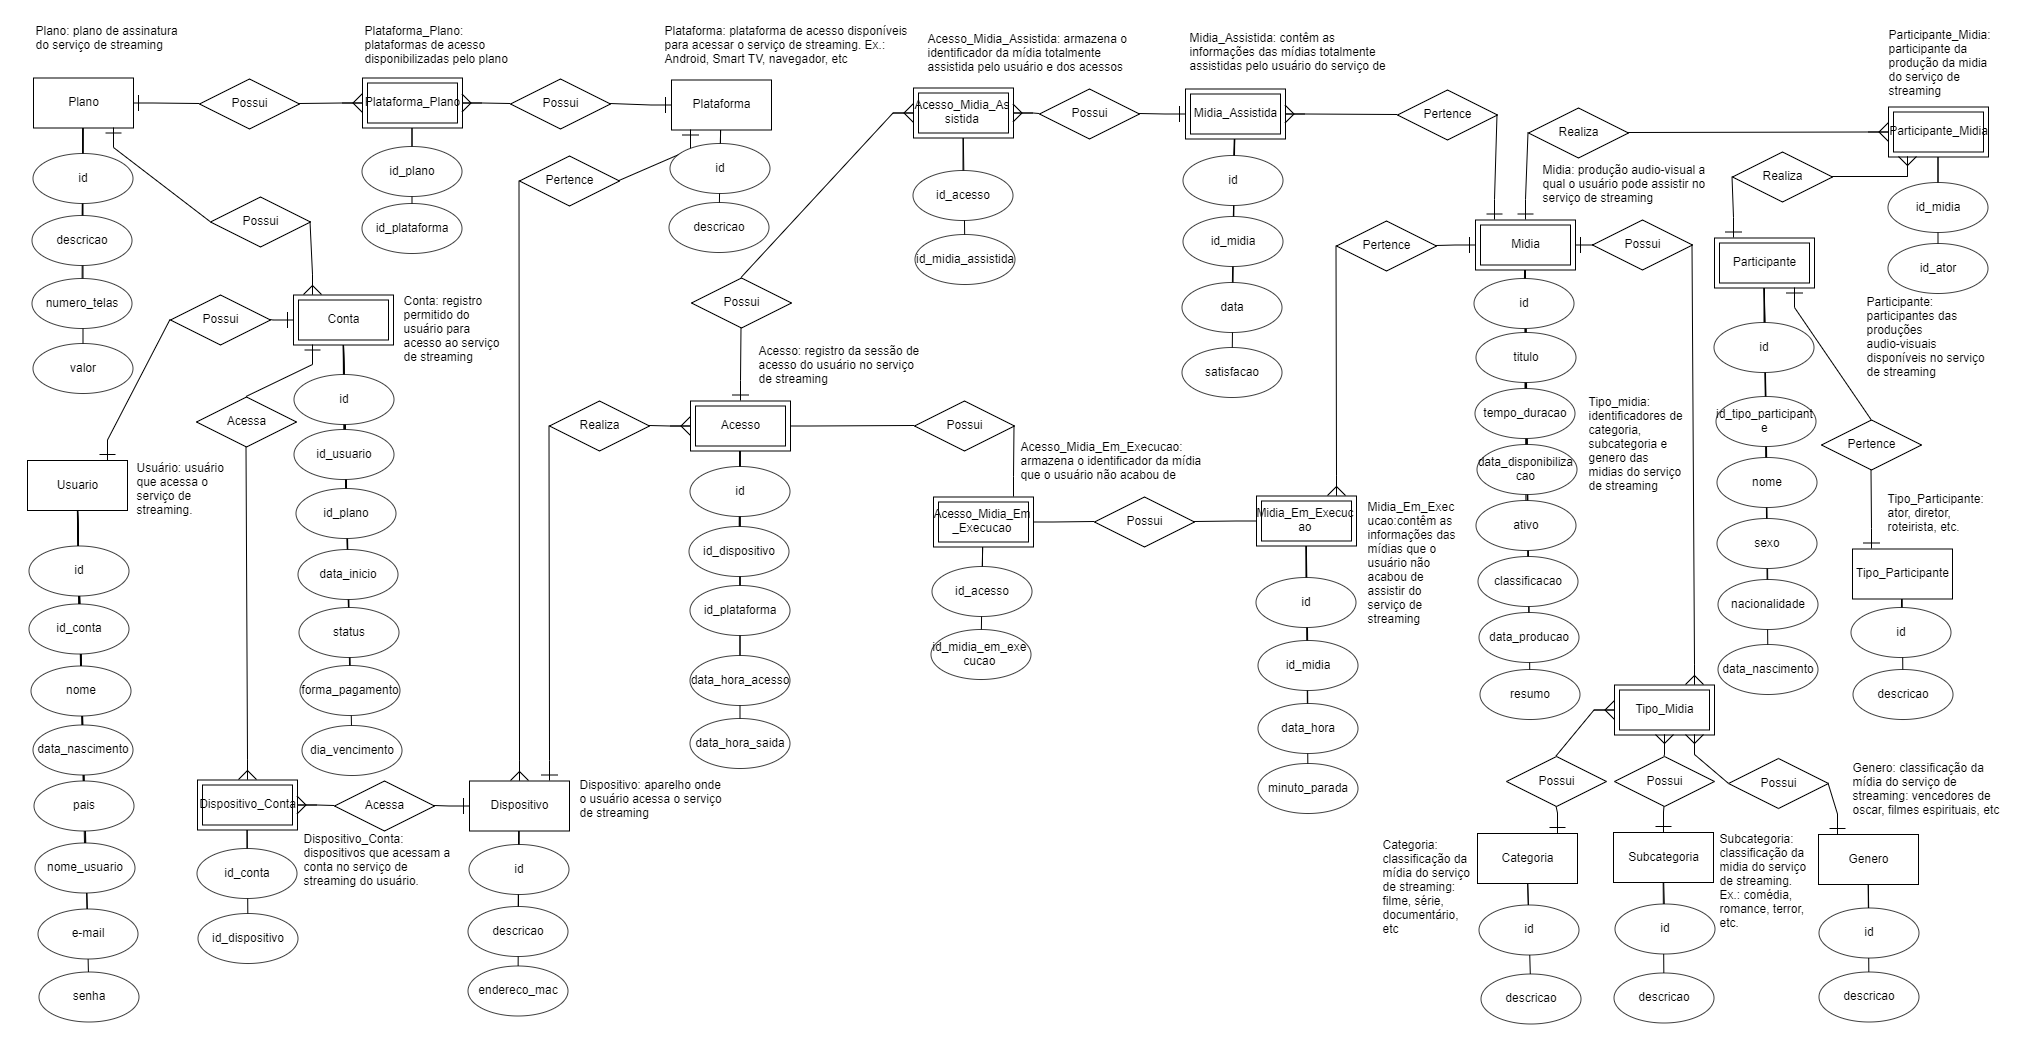 Plano: plano de assinatura
do serviço de streaming
Plano
Possui
id
descricao
numero_telas
valor
Plataforma_Plano:
plataformas de acesso
disponibilizadas pelo plano
Plataforma_Plano
id_plano
id_plataforma
Possui
Plataforma: plataforma de acesso disponíveis
para acessar o serviço de streaming. Ex.:
Android, Smart TV, navegador, etc
Plataforma
id
descricao
Pertence
Possui
Possui
Conta
Conta: registro
permitido do
usuário para
acesso ao serviço
de streaming
id
id_usuario
id_plano
data_inicio
status
forma_pagamento
dia_vencimento
Acessa
Usuario
Usuário: usuário
que acessa o
serviço de
streaming.
id
id_conta
nome
data_nascimento
pais
nome_usuario
e-mail
senha
Dispositivo_Conta
Dispositivo_Conta:
dispositivos que acessam a
conta no serviço de
streaming do usuário.
id_conta
id_dispositivo
Acessa
Dispositivo
Dispositivo: aparelho onde
o usuário acessa o serviço
de streaming
id
descricao
endereco_mac
Realiza
Acesso_Midia_Assistida: armazena o
identificador da mídia totalmente
assistida pelo usuário e dos acessos
Acesso_Midia_As
sistida
id_acesso
id_midia_assistida
Possui
Possui
Acesso: registro da sessão de
acesso do usuário no serviço
de streaming
Acesso
id
id_dispositivo
id_plataforma
data_hora_acesso
data_hora_saida
Possui
Acesso_Midia_Em_Execucao:
armazena o identificador da mídia
que o usuário não acabou de
Acesso_Midia_Em
_Execucao
id_acesso
id_midia_em_exe
cucao
Possui
Midia_Assistida: contêm as
informações das mídias totalmente
assistidas pelo usuário do serviço de
Midia_Assistida
id
id_midia
data
satisfacao
Pertence
Pertence
Midia_Em_Execuc
ao
Midia_Em_Exec
ucao:contêm as
informações das
mídias que o
usuário não
acabou de
assistir do
serviço de
streaming
id
id_midia
data_hora
minuto_parada
Realiza
Midia: produção audio-visual a
qual o usuário pode assistir no
serviço de streaming
Midia
id
titulo
tempo_duracao
data_disponibiliza
cao
ativo
classificacao
data_producao
resumo
Possui
Tipo_midia:
identificadores de
categoria,
subcategoria e
genero das
midias do serviço
de streaming
Participante_Midia:
participante da
produção da midia
do serviço de
streaming
Participante_Midia
id_midia
id_ator
Realiza
Participante
Participante:
participantes das
produções
audio-visuais
disponíveis no serviço
de streaming
id
id_tipo_participant
e
nome
sexo
nacionalidade
data_nascimento
Pertence
Tipo_Participante:
ator, diretor,
roteirista, etc.
Tipo_Participante
id
descricao
Tipo_Midia
Possui
Possui
Possui
Genero: classificação da
mídia do serviço de
streaming: vencedores de
oscar, filmes espirituais, etc
Categoria:
classificação da
mídia do serviço
de streaming:
filme, série,
documentário,
etc
Categoria
id
descricao
Subcategoria
Subcategoria:
classificação da
midia do serviço
de streaming.
Ex.: comédia,
romance, terror,
etc.
id
descricao
Genero
id
descricao